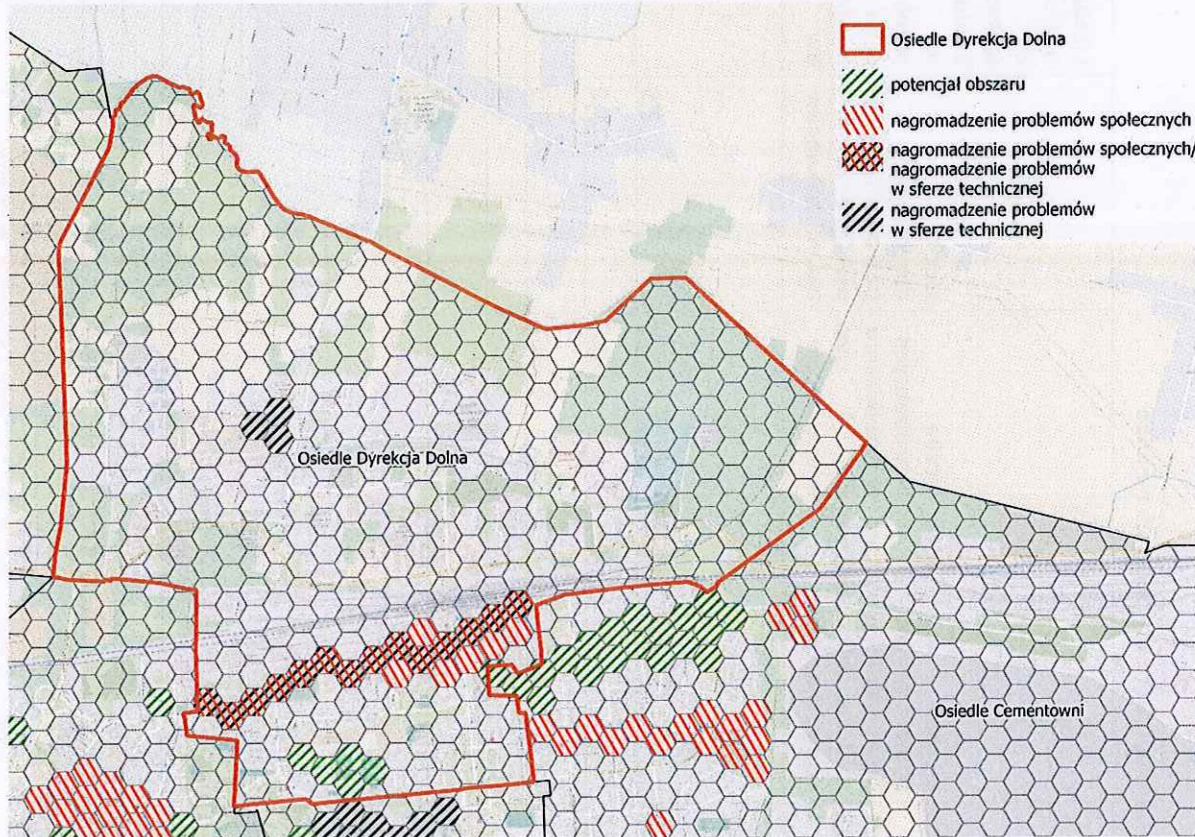 Osiedle Dyrekcja Dolna
potencjał obszaru
nagromadzenie problemów społecznych
nagromadzenie problemów społecznych/
nagromadzenie problemów
w sferze technicznej
nagromadzenie problemów
w sferze technicznej
Osiedle Dyrekcja Dolna
Osiedle Cementowni